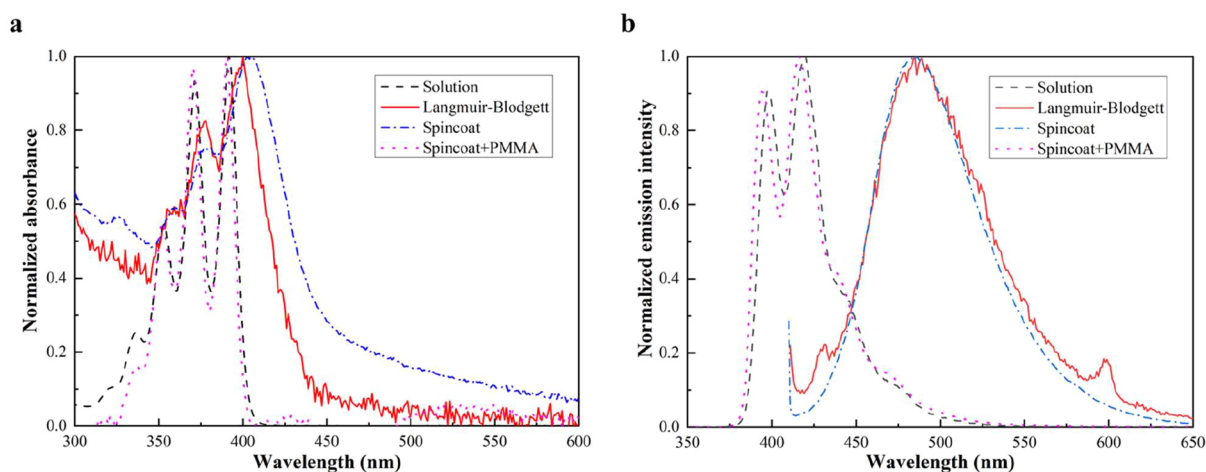 a
1.0
0.8
0.6
0.4
0.2
0.0
Normalized absorbance
Solution
Langmuir-Blodgett
Spincoat
Spincoat+PMMA
300 350 400 450 500 550 600
Wavelength (nm)
b
1.0
0.8
0.6
0.4
0.2
0.0
Normalized emission intensity
Solution
Langmuir-Blodgett
Spincoat
Spincoat+PMMA
350 400 450 500 550 600 650
Wavelength (nm)